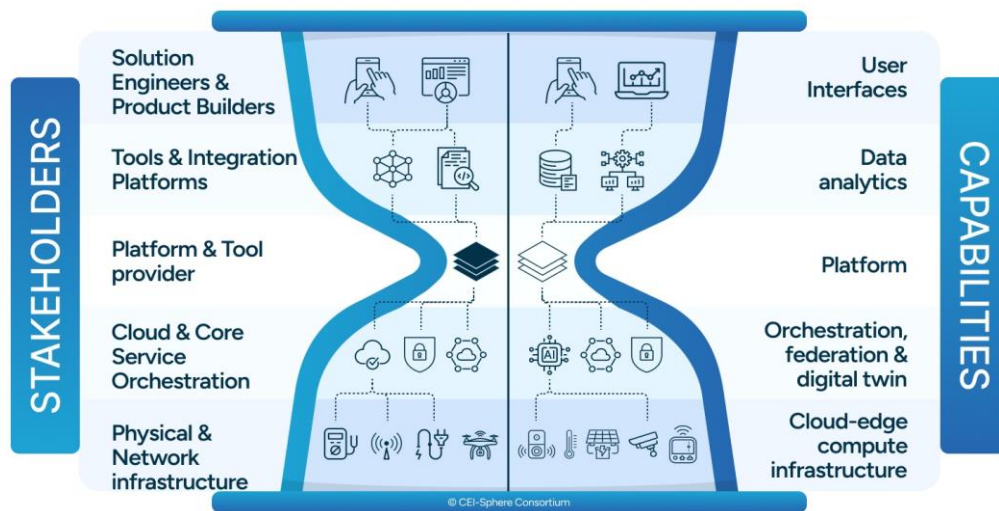 STAKEHOLDERS
Solution
Engineers &
Product Builders
Tools & Integration
Platforms
Platform & Tool
provider
Cloud & Core
Service
Orchestration
Physical &
Network
infrastructure
User
Interfaces
Data
analytics
Platform
AI
Orchestration,
federation &
digital twin
Cloud-edge
compute
infrastructure
CAPABILITIES
© CEI-Sphere Consortium